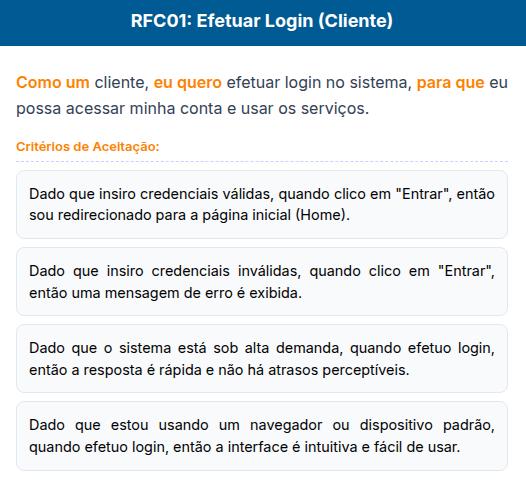 RFC01: Efetuar Login (Cliente)
Como um cliente, eu quero efetuar login no sistema, para que eu
possa acessar minha conta e usar os serviços.
Critérios de Aceitação:
Dado que insiro credenciais válidas, quando clico em "Entrar", então
sou redirecionado para a página inicial (Home).
Dado que insiro credenciais inválidas, quando clico em "Entrar",
então uma mensagem de erro é exibida.
Dado que o sistema está sob alta demanda, quando efetuo login,
então a resposta é rápida e não há atrasos perceptíveis.
Dado que estou usando um navegador ou dispositivo padrão,
quando efetuo login, então a interface é intuitiva e fácil de usar.